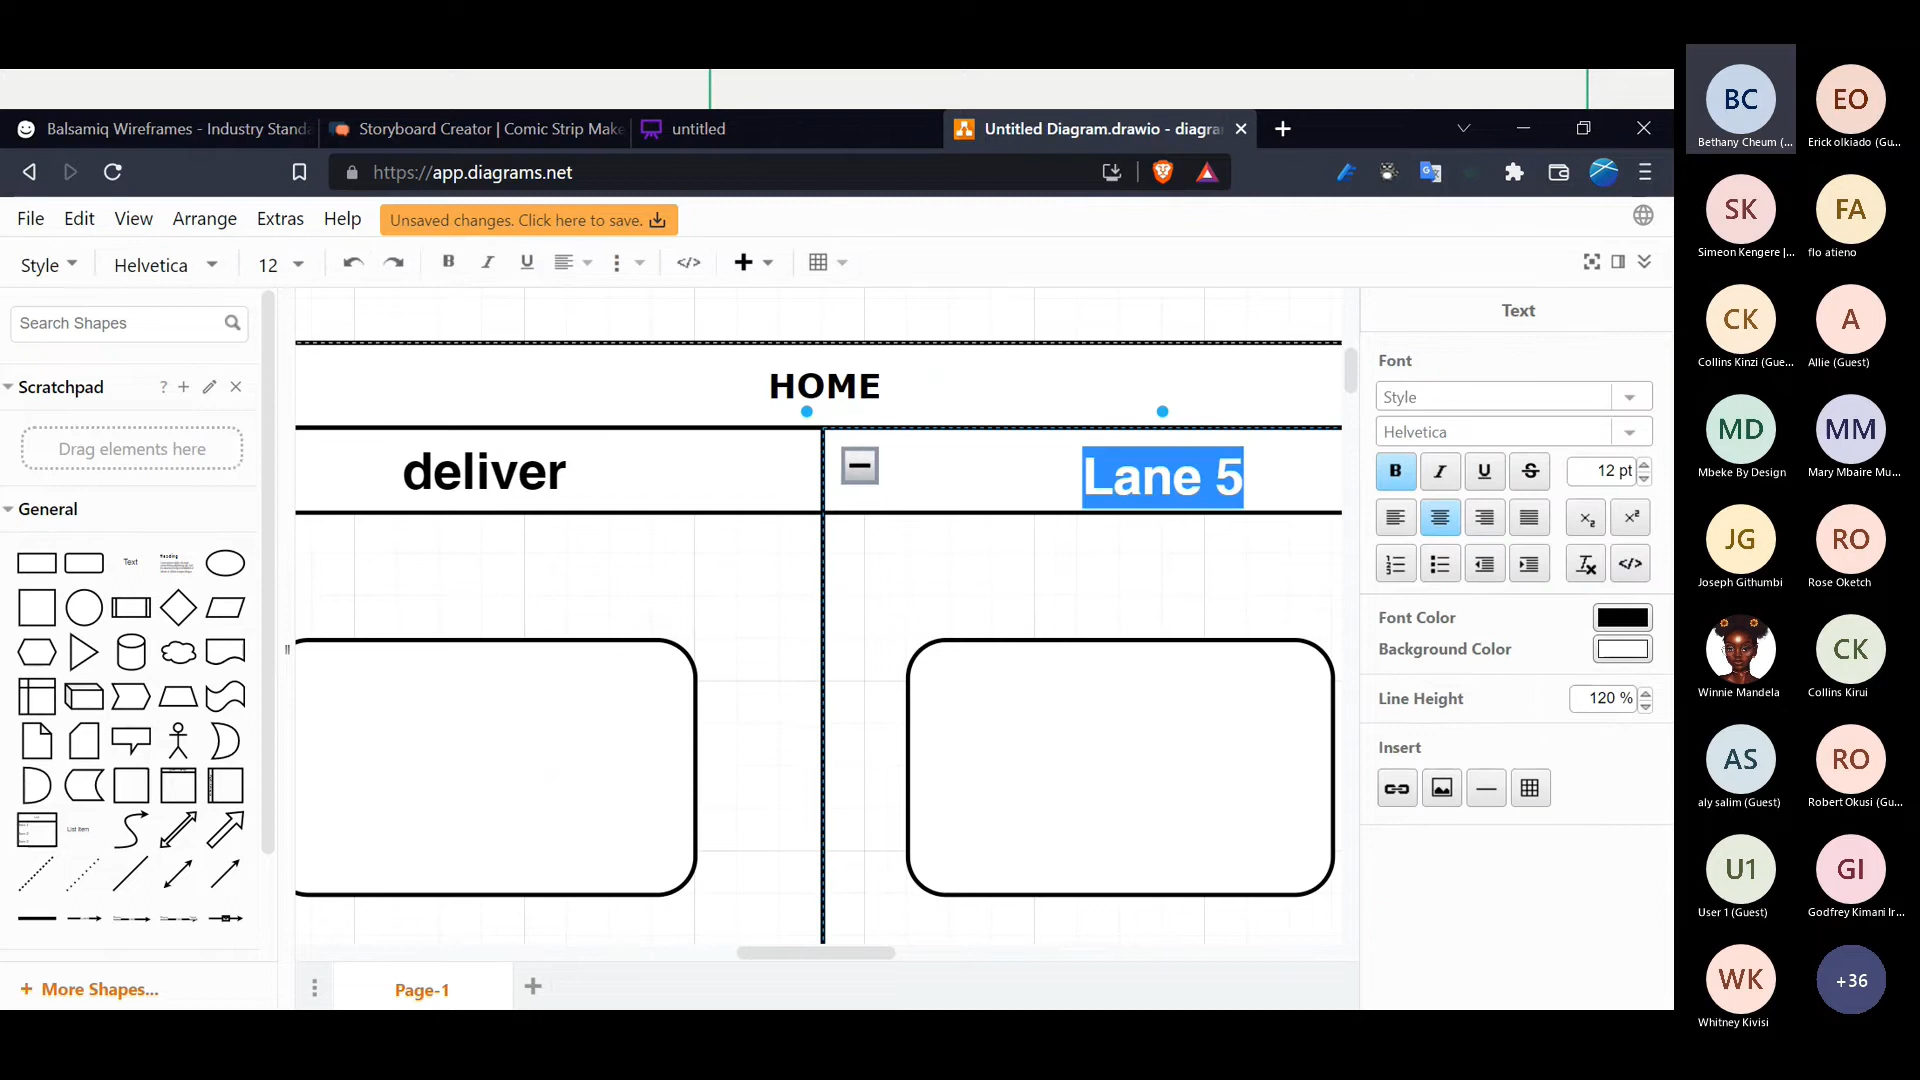 Balsamiq Wireframes - Industry Standa
Storyboard Creator | Comic Strip Make
untitled
Untitled Diagram.drawio - diagra
https://app.diagrams.net
File Edit View Arrange Extras Help
Unsaved changes. Click here to save.
Style
Helvetica
12
B I U
Search Shapes
Scratchpad
?
Drag elements here
General
Text
Heading
List Item
+ More Shapes...
HOME
deliver
Lane 5
Page-1
Text
Font
Style
Helvetica
B I U S
12 pt
Font Color
Background Color
Line Height
120 %
Insert
BC
Bethany Cheum (...
EO
Erick olkiado (Gu...
SK
Simeon Kengere |...
FA
flo atieno
CK
Collins Kinzi (Gue...
A
Allie (Guest)
MD
Mbeke By Design
MM
Mary Mbaire Mu...
JG
Joseph Githumbi
RO
Rose Oketch
Winnie Mandela
CK
Collins Kirui
AS
aly salim (Guest)
RO
Robert Okusi (Gu...
U1
User 1 (Guest)
GI
Godfrey Kimani Ir...
WK
Whitney Kivisi
+36